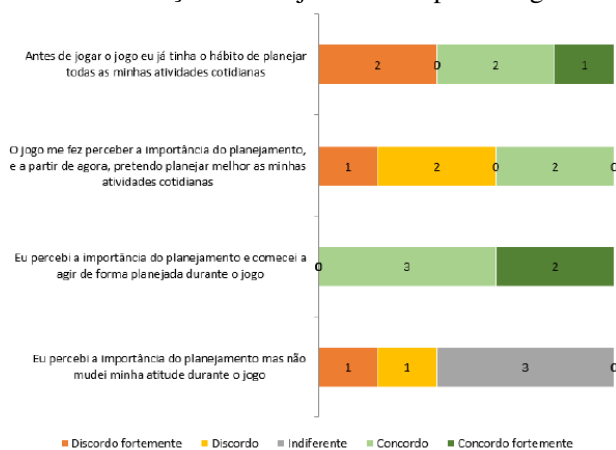 Antes de jogar o jogo eu já tinha o hábito de planejar
todas as minhas atividades cotidianas
2 0 2 1
O jogo me fez perceber a importância do planejamento,
e a partir de agora, pretendo planejar melhor as minhas
atividades cotidianas
1 2 0 2 0
Eu percebi a importância do planejamento e comecei a
agir de forma planejada durante o jogo
0 3 2
Eu percebi a importância do planejamento mas não
mudei minha atitude durante o jogo
1 1 3 0
Discordo fortemente Discordo Indiferente Concordo Concordo fortemente